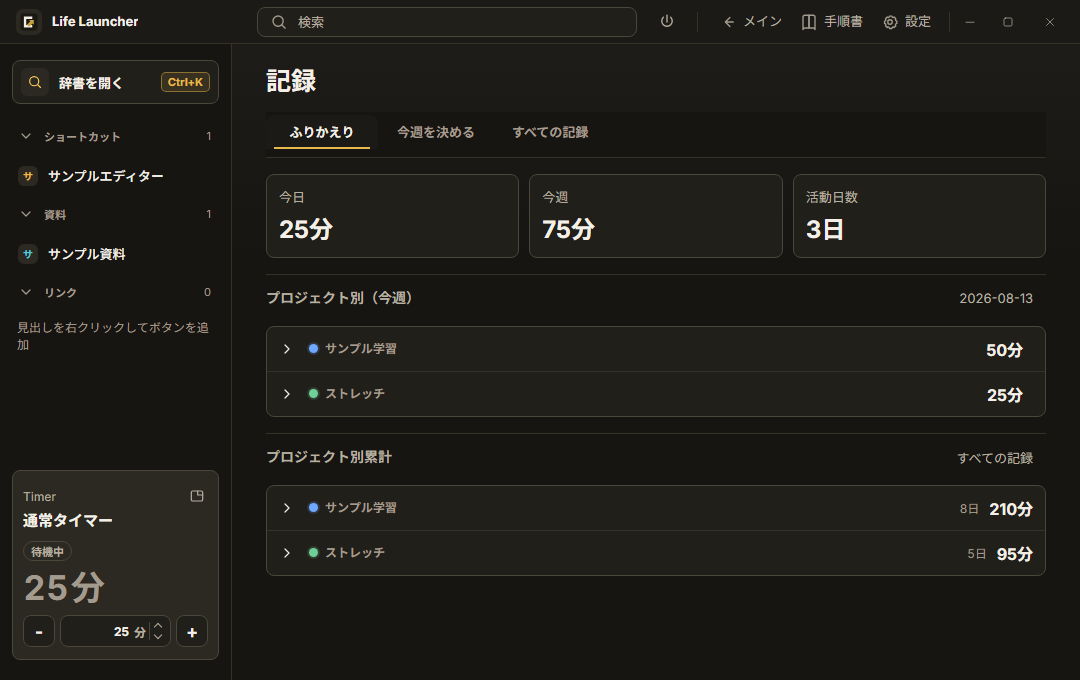 Life Launcher
検索
メイン
手順書
設定
辞書を開く
Ctrl+K
ショートカット
1
サ
サンプルエディター
資料
1
サ
サンプル資料
リンク
0
見出しを右クリックしてボタンを追
加
Timer
通常タイマー
待機中
25分
-
25 分
+
記録
ふりかえり
今週を決める
すべての記録
今日
25分
今週
75分
活動日数
3日
プロジェクト別（今週）
2026-08-13
サンプル学習
50分
ストレッチ
25分
プロジェクト別累計
すべての記録
サンプル学習
8日 210分
ストレッチ
5日 95分